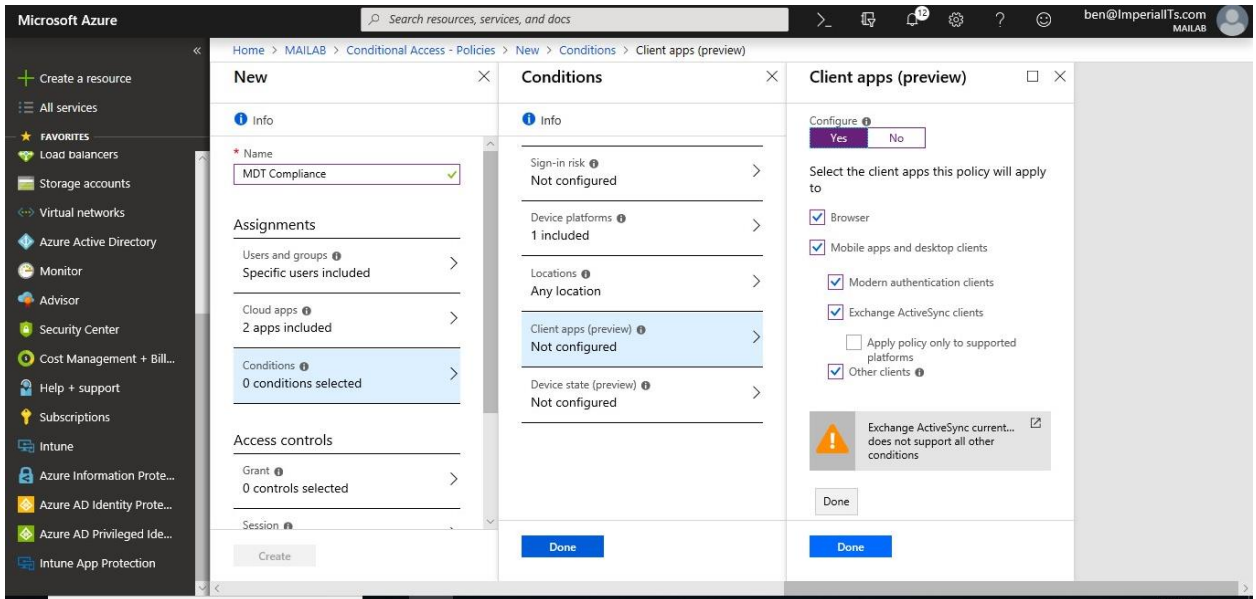 Microsoft Azure
Search resources, services, and docs
12
ben@ImperialITs.com
MAILAB
Home > MAILAB > Conditional Access - Policies > New > Conditions > Client apps (preview)
Create a resource
All services
FAVORITES
Load balancers
Storage accounts
Virtual networks
Azure Active Directory
Monitor
Advisor
Security Center
Cost Management + Bill...
Help + support
Subscriptions
Intune
Azure Information Prote...
Azure AD Identity Prote...
Azure AD Privileged Ide...
Intune App Protection
New
Info
* Name
MDT Compliance
Assignments
Users and groups
Specific users included
Cloud apps
2 apps included
Conditions
0 conditions selected
Access controls
Grant
0 controls selected
Session
Create
Conditions
Info
Sign-in risk
Not configured
Device platforms
1 included
Locations
Any location
Client apps (preview)
Not configured
Device state (preview)
Not configured
Done
Client apps (preview)
Configure
Yes No
Select the client apps this policy will apply
to
Browser
Mobile apps and desktop clients
Modern authentication clients
Exchange ActiveSync clients
Apply policy only to supported
platforms
Other clients
Exchange ActiveSync current...
does not support all other
conditions
Done
Done